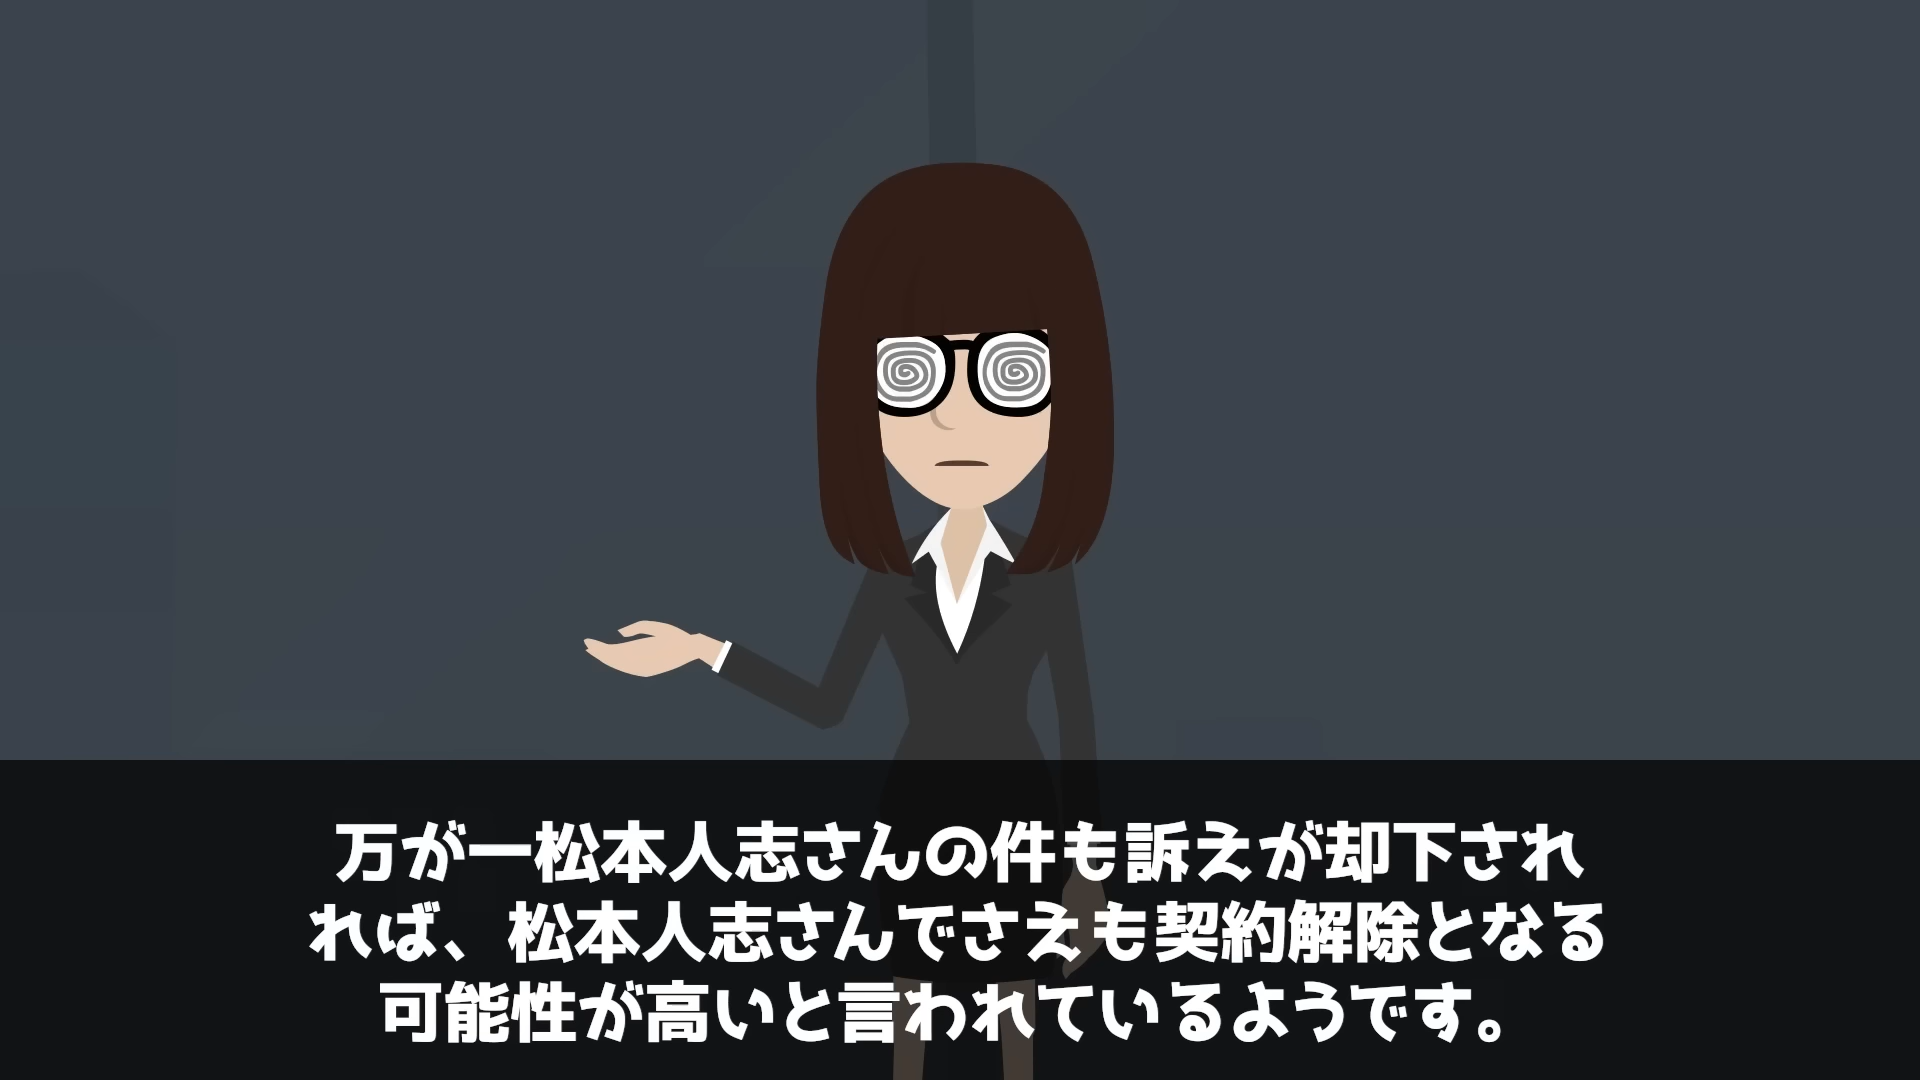 万が一松本人志さんの件も訴えが却下され
れば、松本人志さんでさえも契約解除となる
可能性が高いと言われているようです。